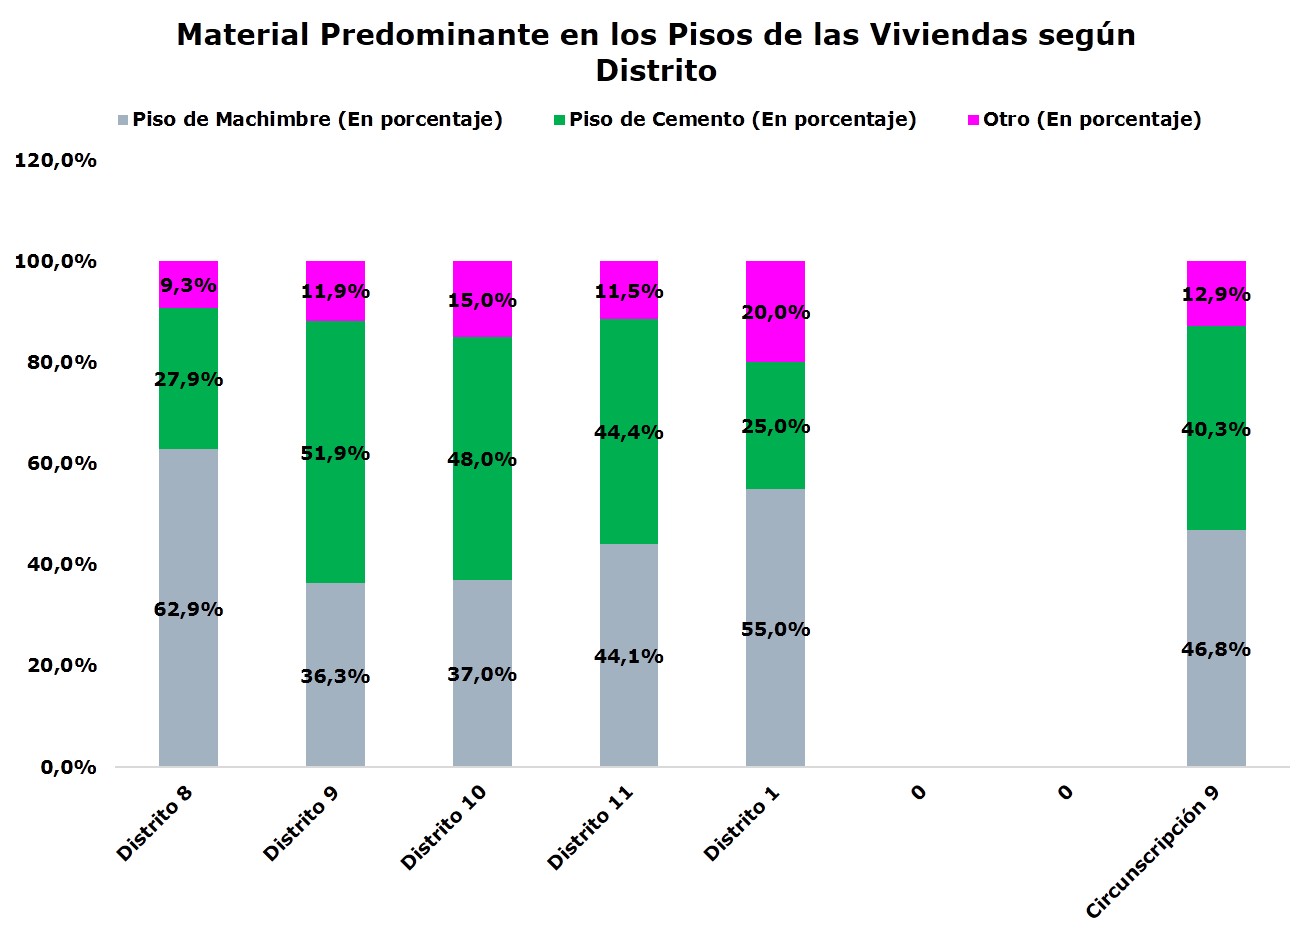 Material Predominante en los Pisos de las Viviendas según
Distrito
Piso de Machimbre (En porcentaje) Piso de Cemento (En porcentaje) Otro (En porcentaje)
120,0%
100,0%
80,0%
60,0%
40,0%
20,0%
0,0%
9,3% 11,9% 15,0% 11,5% 20,0% 12,9%
27,9% 51,9% 48,0% 44,4% 25,0% 40,3%
62,9% 36,3% 37,0% 44,1% 55,0% 46,8%
Distrito 8
Distrito 9
Distrito 10
Distrito 11
Distrito 1
0
0
Circunscripción 9